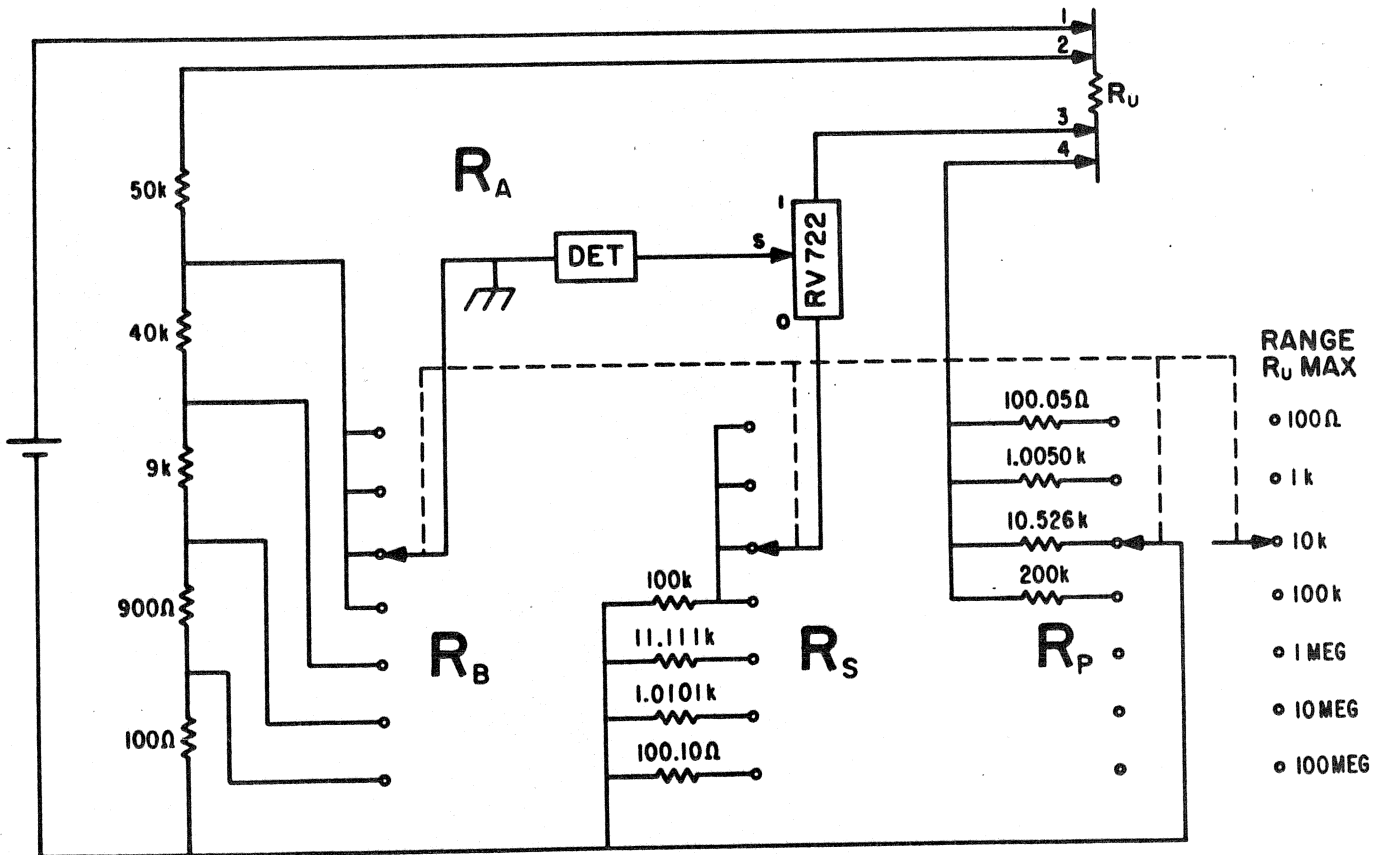 1
2
R_U
3
4
50k
R_A
1
S
DET
RV722
0
40k
RANGE
R_U MAX
100.05Ω
100Ω
9k
1.0050k
1k
10.526k
10k
100k
200k
100k
900Ω
R_B
11.111k
R_S
R_P
1 MEG
1.0101k
10MEG
100Ω
100.10Ω
100MEG